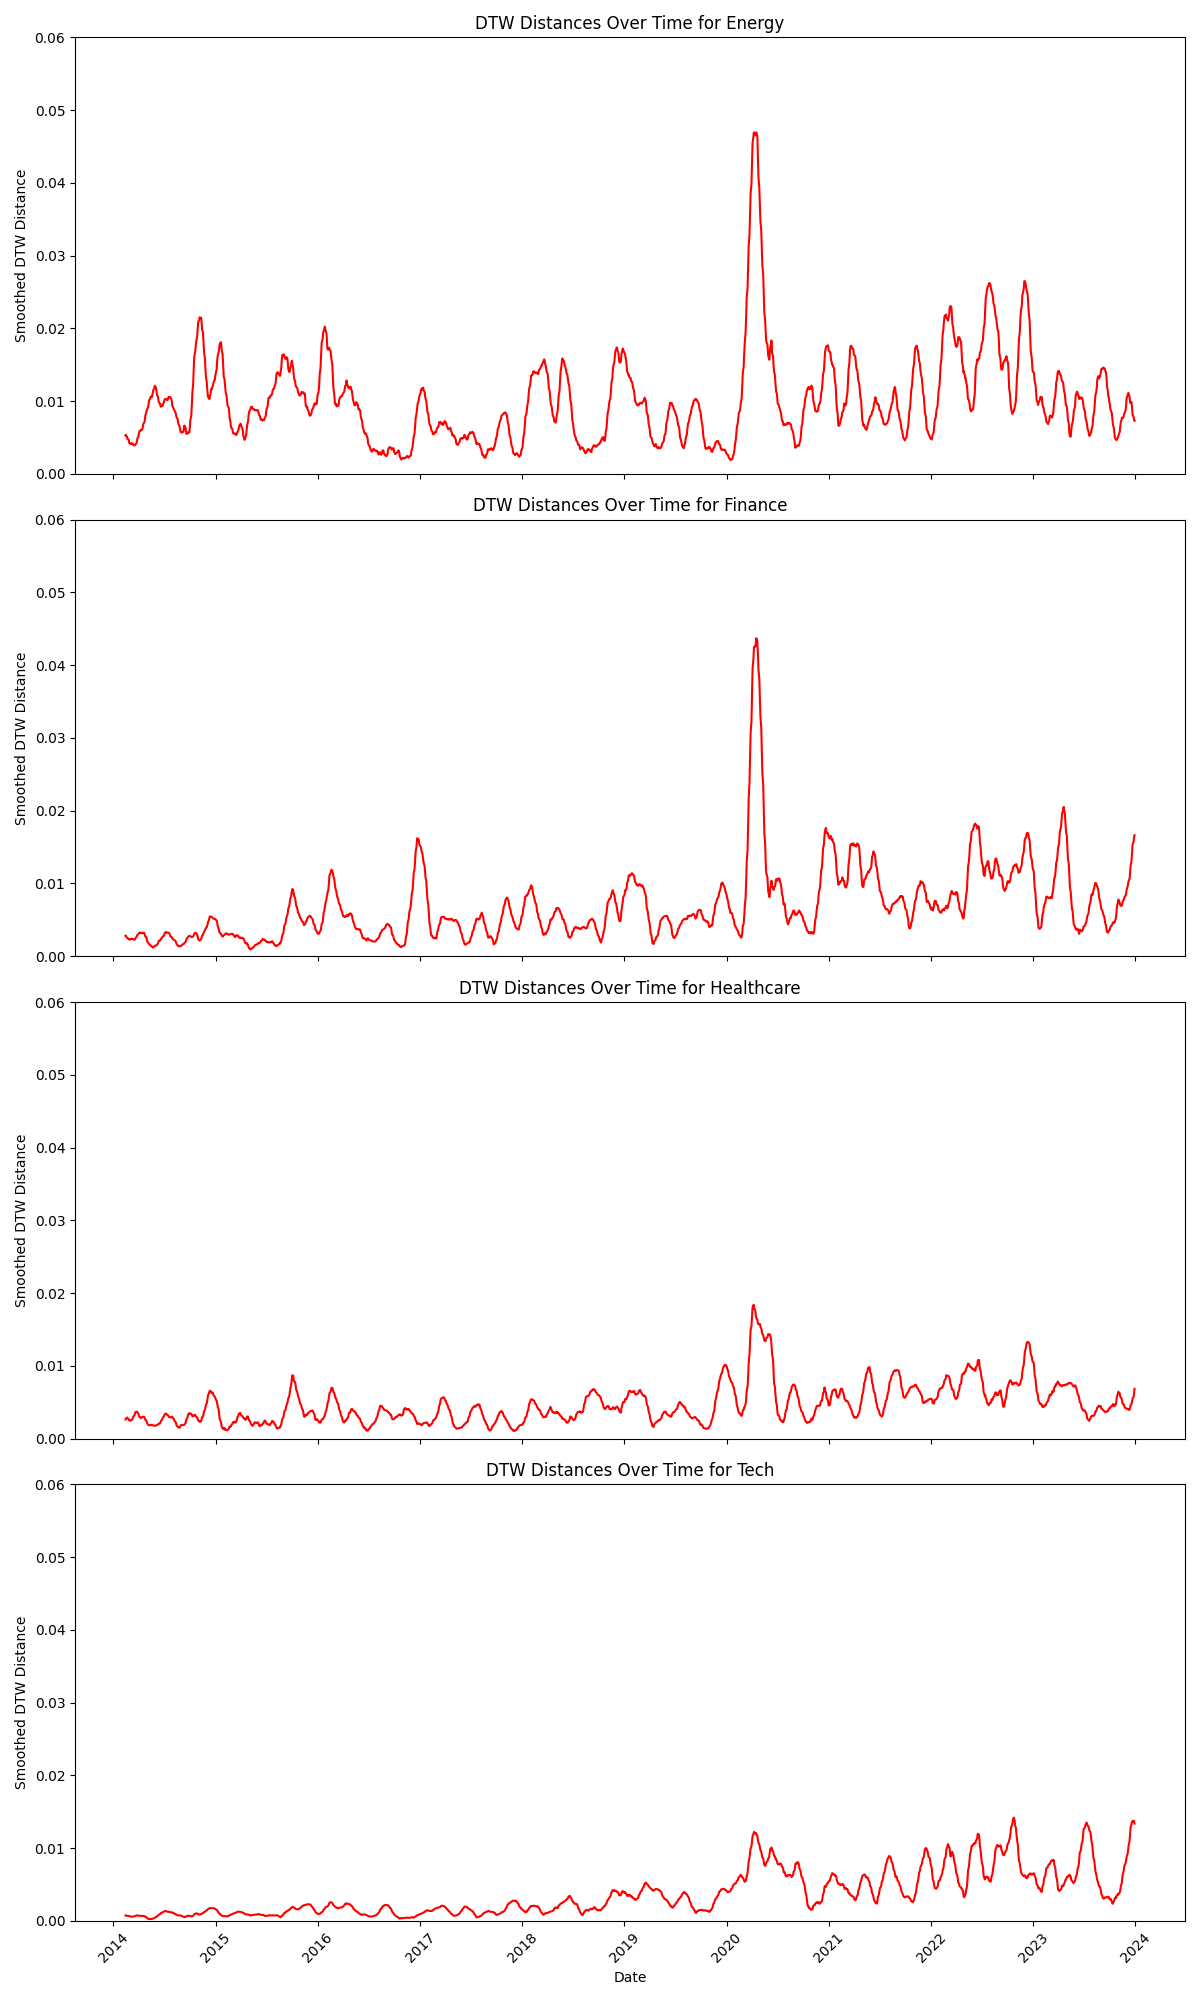 DTW Distances Over Time for Energy
0.06
0.05
0.04
0.03
0.02
0.01
0.00
Smoothed DTW Distance
DTW Distances Over Time for Finance
0.06
0.05
0.04
0.03
0.02
0.01
0.00
Smoothed DTW Distance
DTW Distances Over Time for Healthcare
0.06
0.05
0.04
0.03
0.02
0.01
0.00
Smoothed DTW Distance
DTW Distances Over Time for Tech
0.06
0.05
0.04
0.03
0.02
0.01
0.00
Smoothed DTW Distance
2014 2015 2016 2017 2018 2019 2020 2021 2022 2023 2024
Date